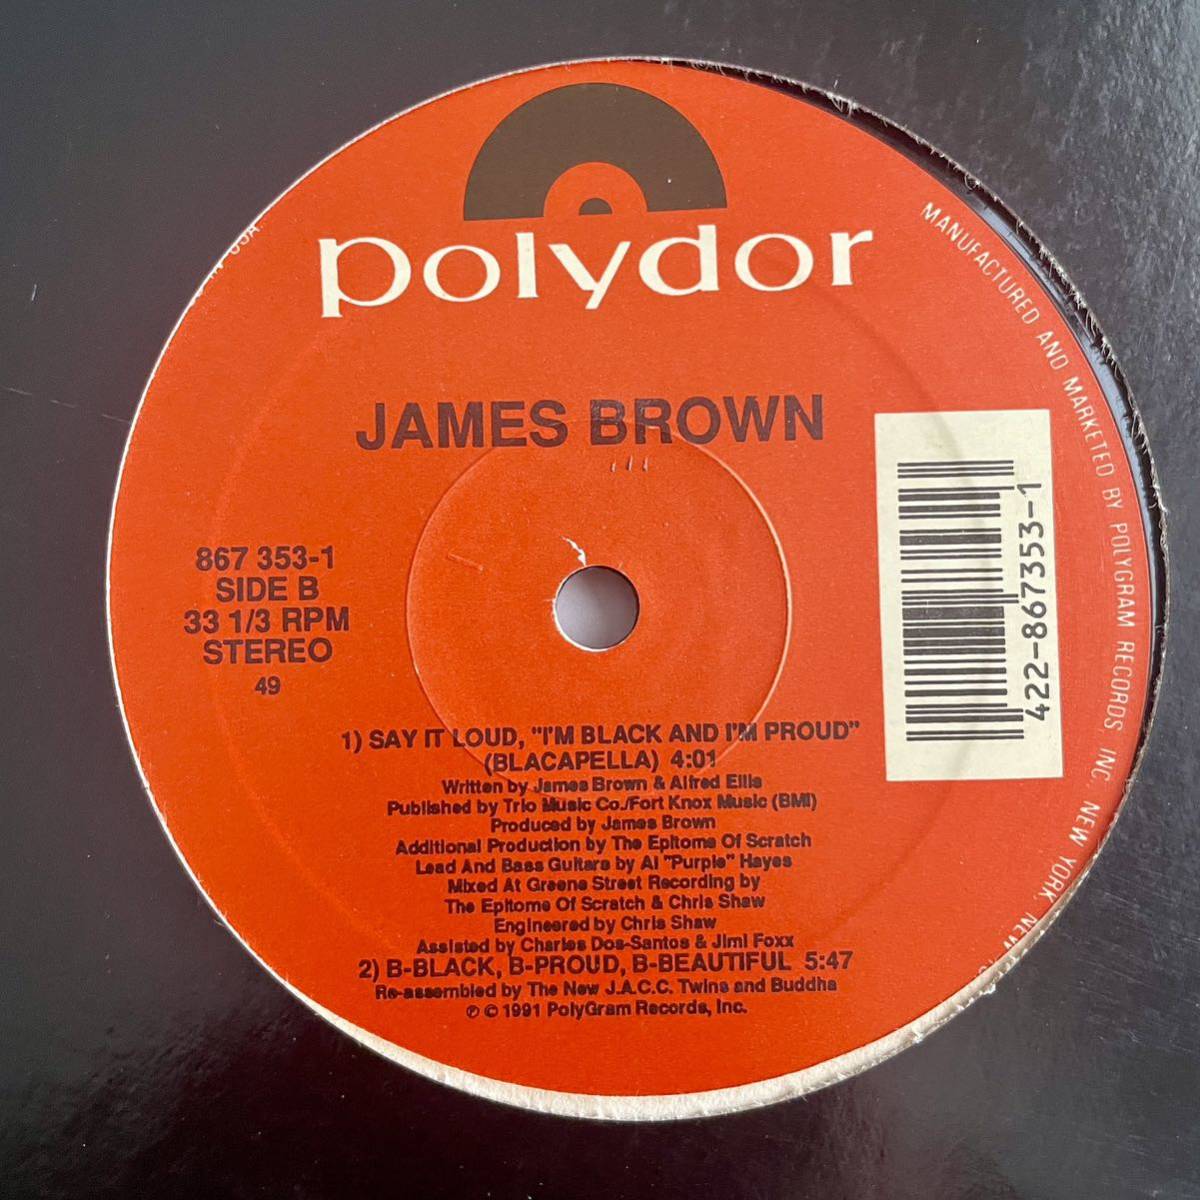 polydor
JAMES BROWN
867 353-1
SIDE B
33 1/3 RPM
STEREO
49
422-867353-1
1) SAY IT LOUD, "I'M BLACK AND I'M PROUD"
(BLACAPELLA) 4:01
Written by James Brown & Alfred Ellis
Published by Trio Music Co./Fort Knox Music (BMI)
Produced by James Brown
Additional Production by The Epitome Of Scratch
Lead And Bass Guitars by Al "Purple" Hayes
Mixed At Greene Street Recording by
The Epitome Of Scratch & Chris Shaw
Engineered by Chris Shaw
Assisted by Charles Dos-Santos & Jimi Foxx
2) B-BLACK, B-PROUD, B-BEAUTIFUL 5:47
Re-assembled by The New J.A.C.C. Twins and Buddha
℗ © 1991 PolyGram Records, Inc.
MANUFACTURED AND MARKETED BY POLYGRAM RECORDS, INC. NEW YORK, NEW
USA